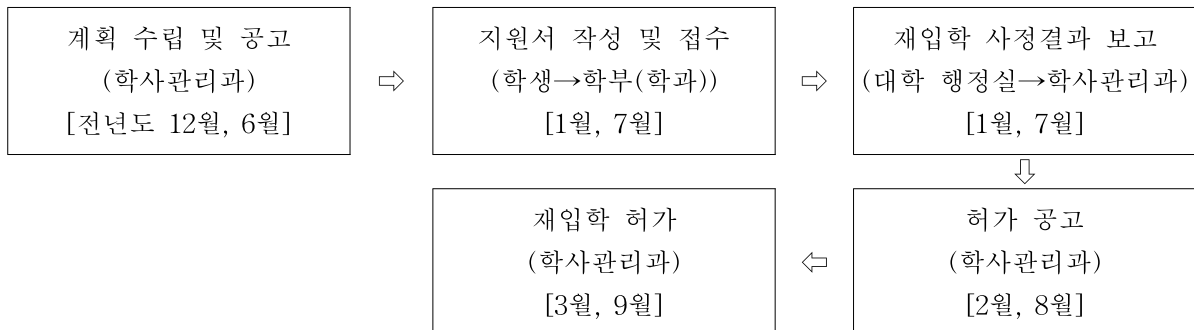 계획 수립 및 공고
(학사관리과)
[전년도 12월, 6월]
⇨
지원서 작성 및 접수
(학생→학부(학과))
[1월, 7월]
⇨
재입학 사정결과 보고
(대학 행정실→학사관리과)
[1월, 7월]
⇩
허가 공고
(학사관리과)
[2월, 8월]
⇦
재입학 허가
(학사관리과)
[3월, 9월]